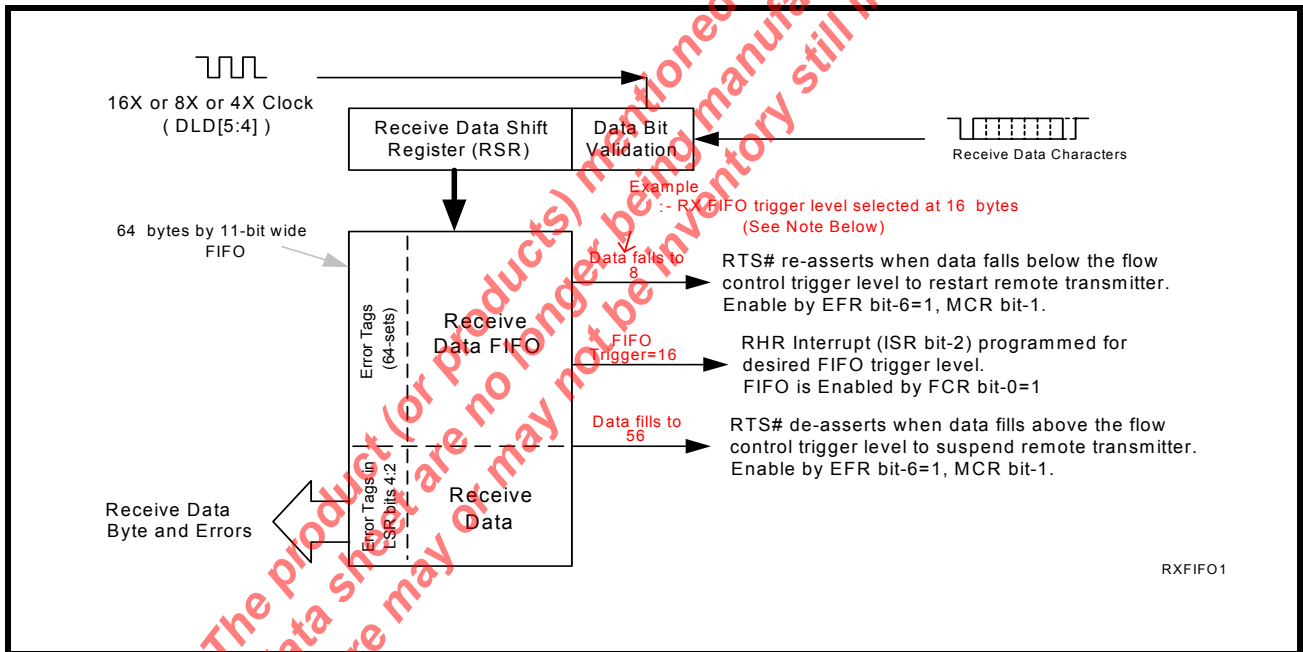 16X or 8X or 4X Clock
( DLD[5:4] )
Receive Data Shift
Register (RSR)
Data Bit
Validation
Receive Data Characters
Example
:- RX FIFO trigger level selected at 16 bytes
(See Note Below)
64 bytes by 11-bit wide
FIFO
Data falls to
8
RTS# re-asserts when data falls below the flow
control trigger level to restart remote transmitter.
Enable by EFR bit-6=1, MCR bit-1.
Error Tags
(64-sets)
Receive
Data FIFO
FIFO
Trigger=16
RHR Interrupt (ISR bit-2) programmed for
desired FIFO trigger level.
FIFO is Enabled by FCR bit-0=1
Data fills to
56
RTS# de-asserts when data fills above the flow
control trigger level to suspend remote transmitter.
Enable by EFR bit-6=1, MCR bit-1.
Error Tags in
LSR bits 4:2
Receive
Data
Receive Data
Byte and Errors
RXFIFO1
The product (or products) mentioned
data sheet are no longer being manufa
are may or may not be inventory still i